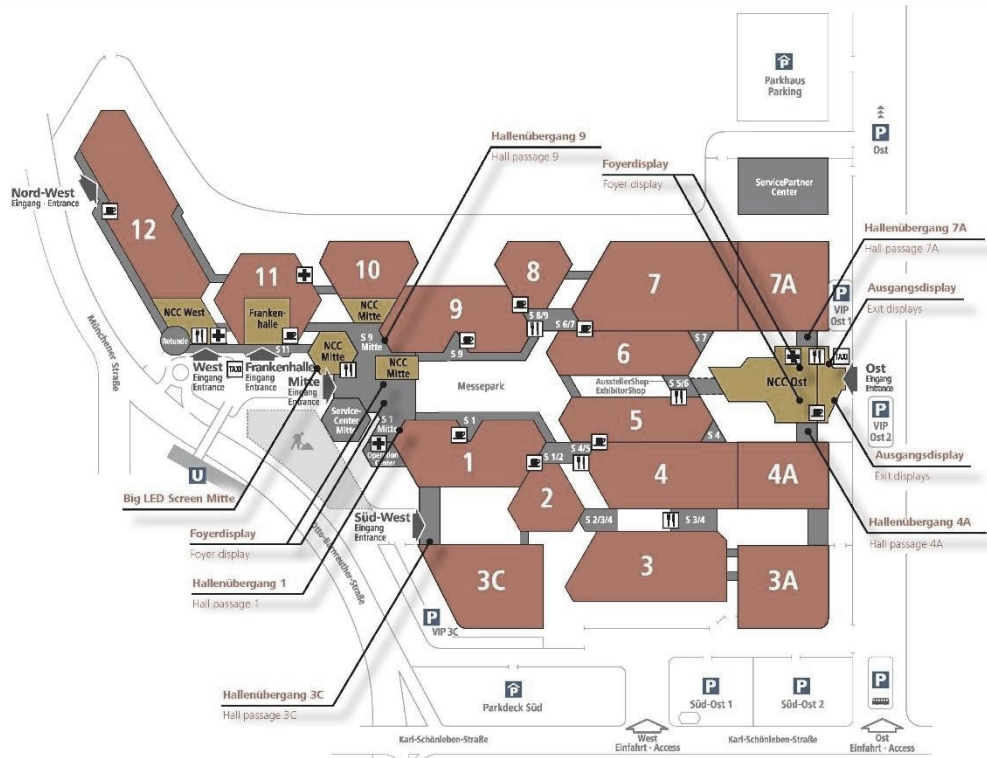 P
Parkhaus
Parking
P
Ost
Hallenübergang 9
Hall passage 9
Foyerdisplay
Foyer display
ServicePartner
Center
Nord-West
Eingang · Entrance
12
11
10
9
8
7
7A
Hallenübergang 7A
Hall passage 7A
Ausgangsdisplay
Exit displays
P
VIP
Ost 1
NCC West
Franken-
halle
NCC
Mitte
S 8/9
S 6/7
S 7
Rotunde
S 11
NCC
Mitte
S 9
Mitte
S 9
NCC
Mitte
6
TAXI
NCC Ost
Ost
Eingang
Entrance
West
Eingang
Entrance
TAXI
Frankenhalle
Eingang
Entrance
Mitte
Eingang
Entrance
Messepark
AusstellerShop
ExhibitorShop
S 5/6
Münchener Straße
Service-
Center
Mitte
S 1
Mitte
S 1
5
S 4
P
VIP
Ost 2
Operation
Center
1
S 1/2
S 4/5
4
4A
Ausgangsdisplay
Exit displays
U
Big LED Screen Mitte
2
Süd-West
Eingang
Entrance
S 2/3/4
S 3/4
Hallenübergang 4A
Hall passage 4A
Foyerdisplay
Foyer display
Otto-Bärnreuther-Straße
Hallenübergang 1
Hall passage 1
3C
3
3A
P
VIP 3C
Hallenübergang 3C
Hall passage 3C
P
Parkdeck Süd
P
Süd-Ost 1
P
Süd-Ost 2
P
Karl-Schönleben-Straße
West
Einfahrt · Access
Karl-Schönleben-Straße
Ost
Einfahrt · Access